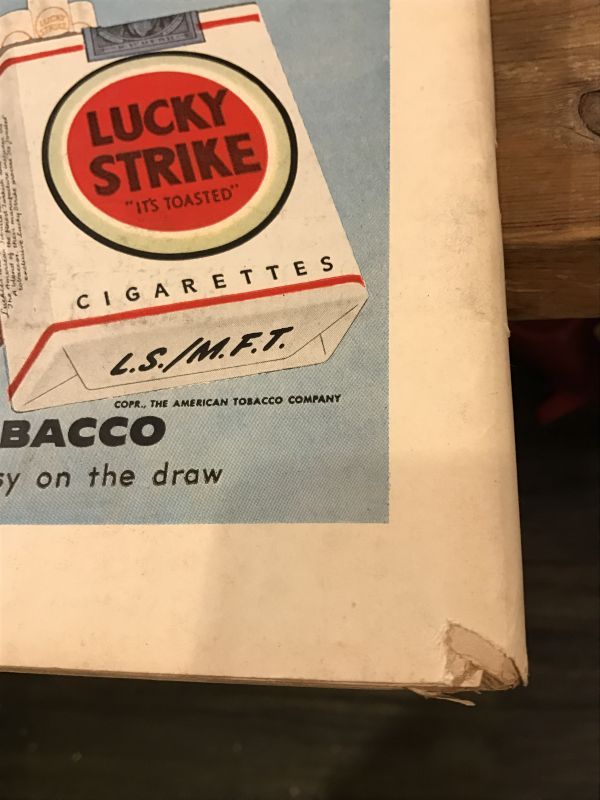 LUCKY
STRIKE
"IT'S TOASTED"
CIGARETTES
L.S./M.F.T.
COPR., THE AMERICAN TOBACCO COMPANY
BACCO
sy on the draw